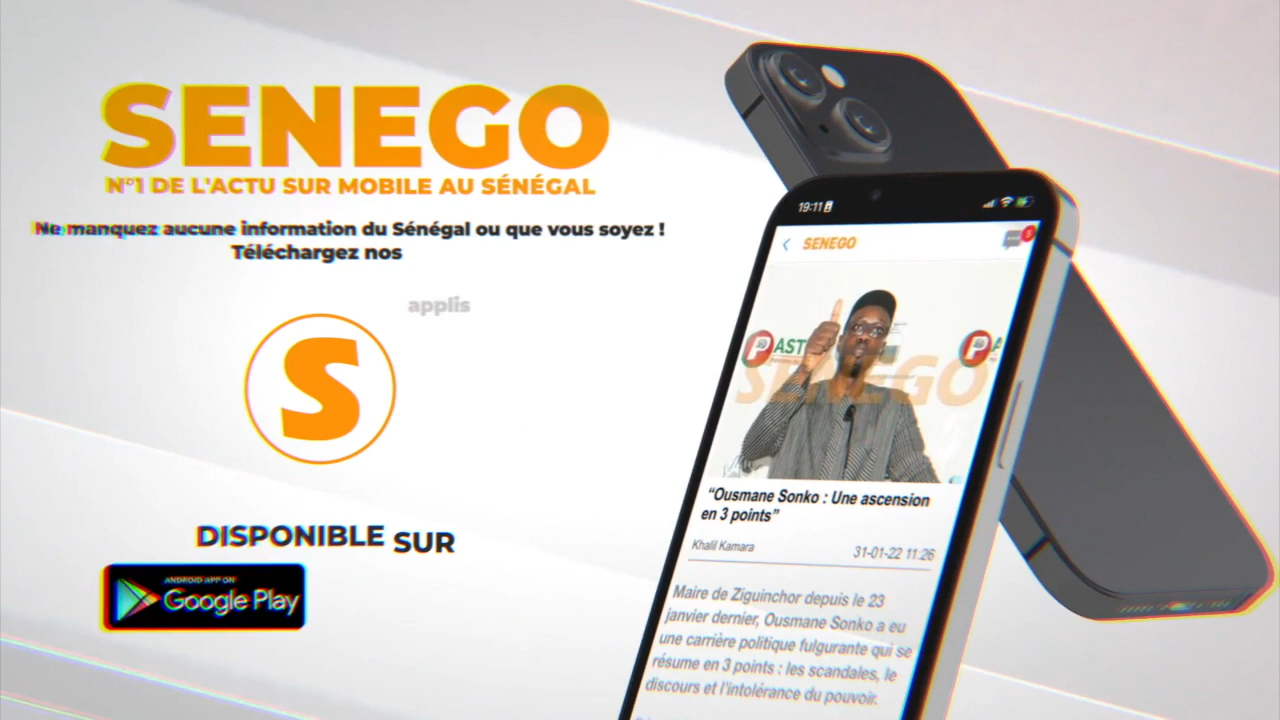 SENEGO
N°1 DE L'ACTU SUR MOBILE AU SÉNÉGAL
Ne manquez aucune information du Sénégal ou que vous soyez !
Téléchargez nos
applis
S
DISPONIBLE SUR
ANDROID APP ON
Google Play
19:11
SENEGO
PAST
PA
SENEGO
“Ousmane Sonko : Une ascension
en 3 points”
Khalil Kamara
31-01-22 11:26
Maire de Ziguinchor depuis le 23
janvier dernier, Ousmane Sonko a eu
une carrière politique fulgurante qui se
résume en 3 points : les scandales, le
discours et l'intolérance du pouvoir.